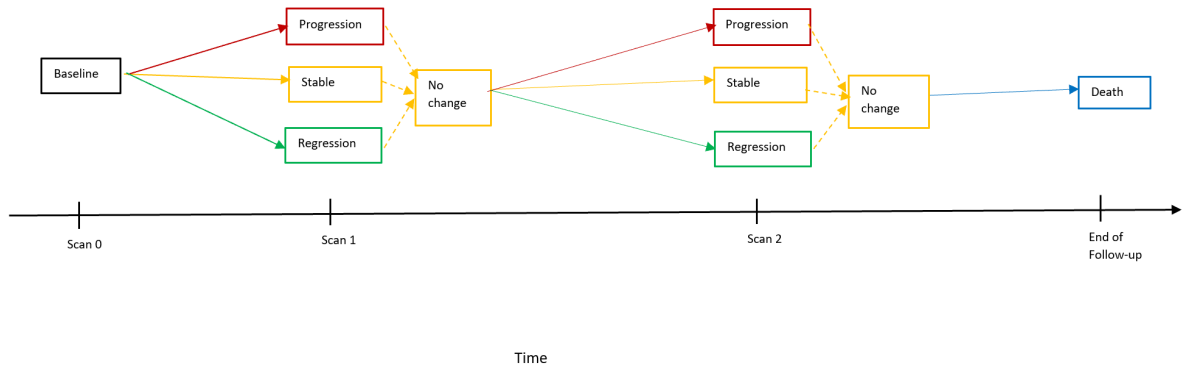 Baseline
Progression
Stable
Regression
No
change
Progression
Stable
Regression
No
change
Death
Scan 0
Scan 1
Scan 2
End of
Follow-up
Time